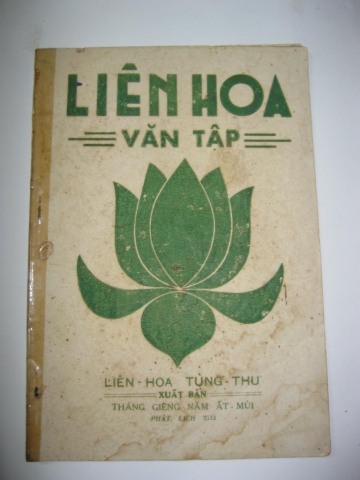 LIÊN HOA
VĂN TẬP
LIÊN-HOA TÙNG-THƯ
XUẤT BẢN
THÁNG GIÊNG NĂM ẤT-MÙI
PHẬT LỊCH